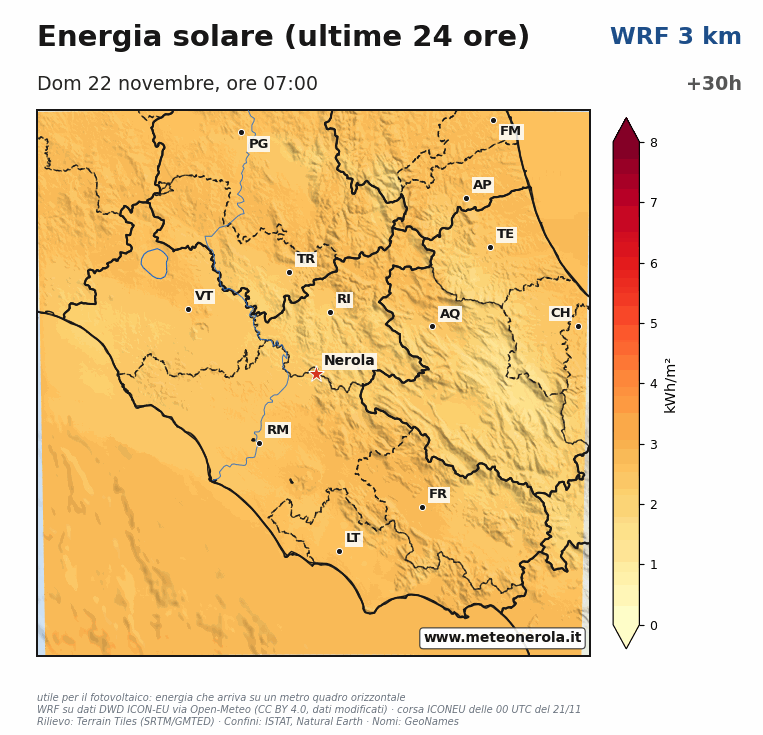 Energia solare (ultime 24 ore)
WRF 3 km
Dom 22 novembre, ore 07:00
+30h
FM
PG
AP
TE
TR
VT
RI
AQ
CH
Nerola
RM
FR
LT
www.meteonerola.it
8
7
6
5
4
3
2
1
0
kWh/m²
utile per il fotovoltaico: energia che arriva su un metro quadro orizzontale
WRF su dati DWD ICON-EU via Open-Meteo (CC BY 4.0, dati modificati) · corsa ICONEU delle 00 UTC del 21/11
Rilievo: Terrain Tiles (SRTM/GMTED) · Confini: ISTAT, Natural Earth · Nomi: GeoNames